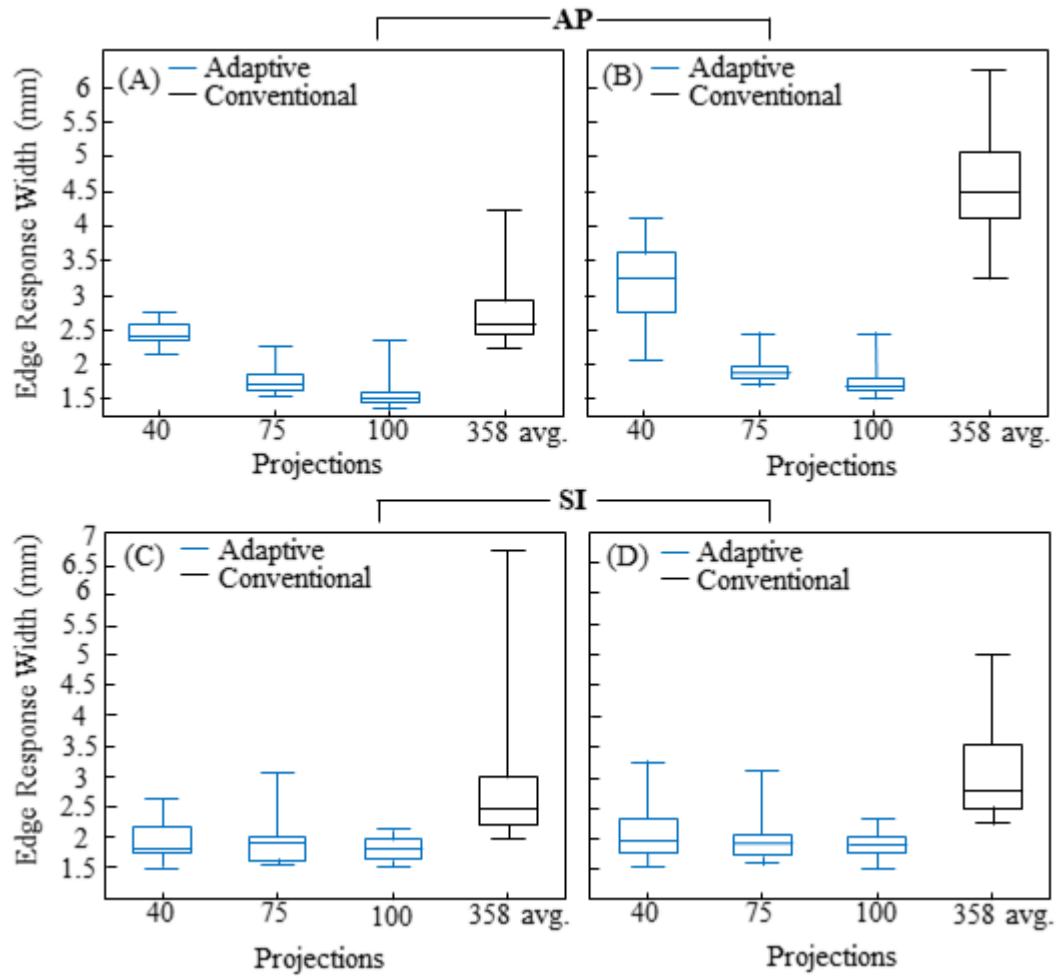 AP
(A) Adaptive
Conventional
(B) Adaptive
Conventional
Edge Response Width (mm)
6
5.5
5
4.5
4
3.5
3
2.5
2
1.5
40 75 100 358 avg.
40 75 100 358 avg.
Projections
Projections
SI
(C) Adaptive
Conventional
(D) Adaptive
Conventional
Edge Response Width (mm)
7
6.5
6
5.5
5
4.5
4
3.5
3
2.5
2
1.5
40 75 100 358 avg.
40 75 100 358 avg.
Projections
Projections